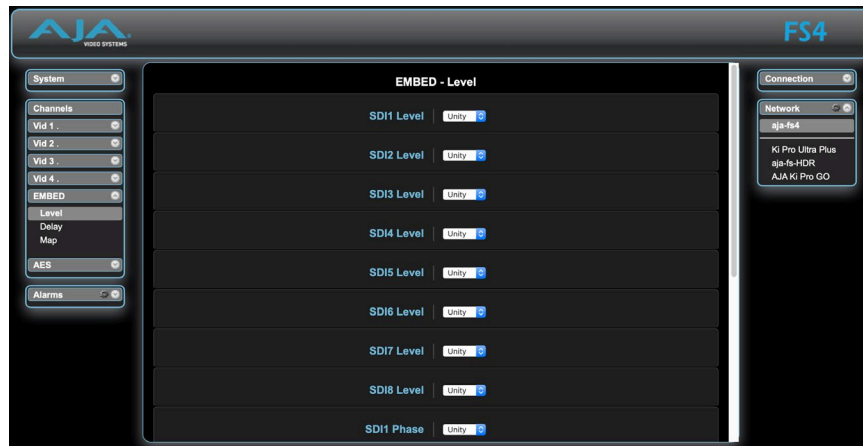 AJA
VIDEO SYSTEMS
FS4
System
Channels
Vid 1 .
Vid 2 .
Vid 3 .
Vid 4 .
EMBED
Level
Delay
Map
AES
Alarms
EMBED - Level
SDI1 Level Unity
SDI2 Level Unity
SDI3 Level Unity
SDI4 Level Unity
SDI5 Level Unity
SDI6 Level Unity
SDI7 Level Unity
SDI8 Level Unity
SDI1 Phase Unity
Connection
Network
aja-fs4
Ki Pro Ultra Plus
aja-fs-HDR
AJA Ki Pro GO